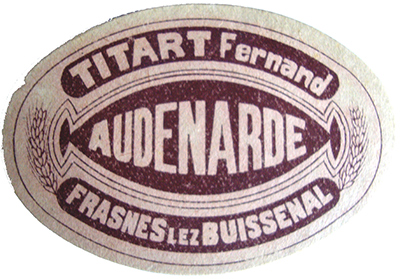 TITART Fernand
AUDENARDE
FRASNES LEZ BUISSENAL